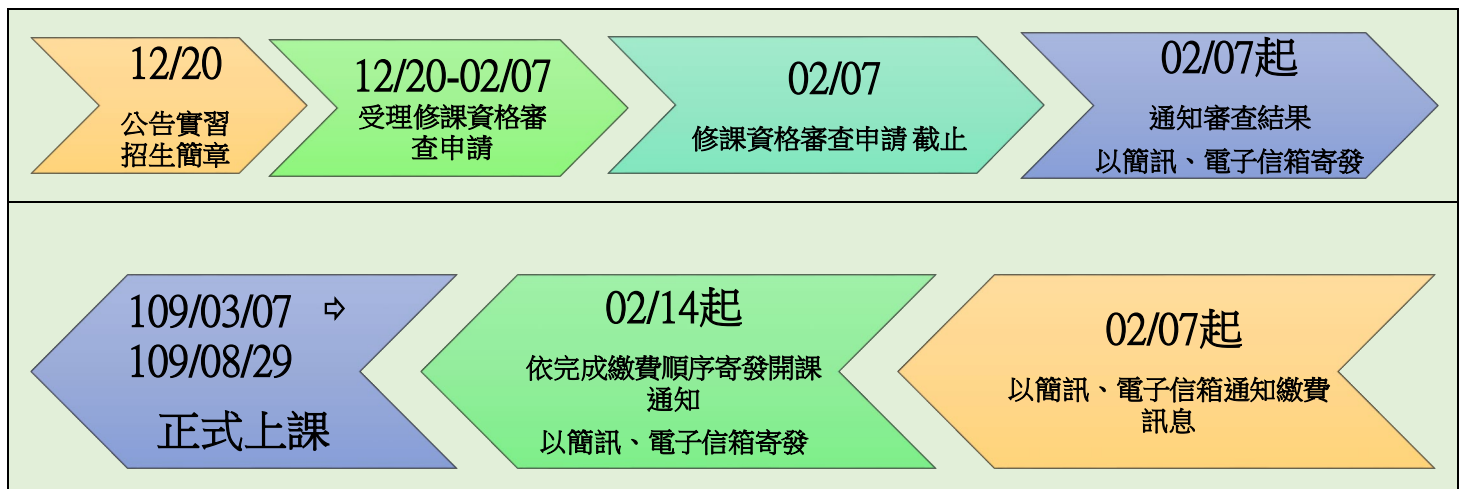 12/20
公告實習
招生簡章
12/20-02/07
受理修課資格審
查申請
02/07
修課資格審查申請 截止
02/07起
通知審查結果
以簡訊、電子信箱寄發
02/07起
以簡訊、電子信箱通知繳費
訊息
02/14起
依完成繳費順序寄發開課
通知
以簡訊、電子信箱寄發
109/03/07 ⇨
109/08/29
正式上課